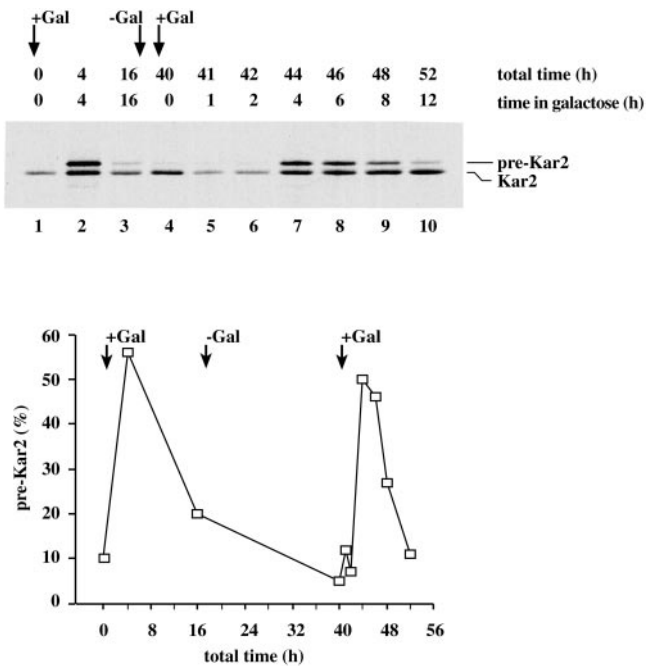 +Gal -Gal +Gal
0 4 16 40 41 42 44 46 48 52 total time (h)
0 4 16 0 1 2 4 6 8 12 time in galactose (h)
pre-Kar2
Kar2
1 2 3 4 5 6 7 8 9 10
+Gal -Gal +Gal
60
50
40
30
20
10
0
pre-Kar2 (%)
0 8 16 24 32 40 48 56
total time (h)